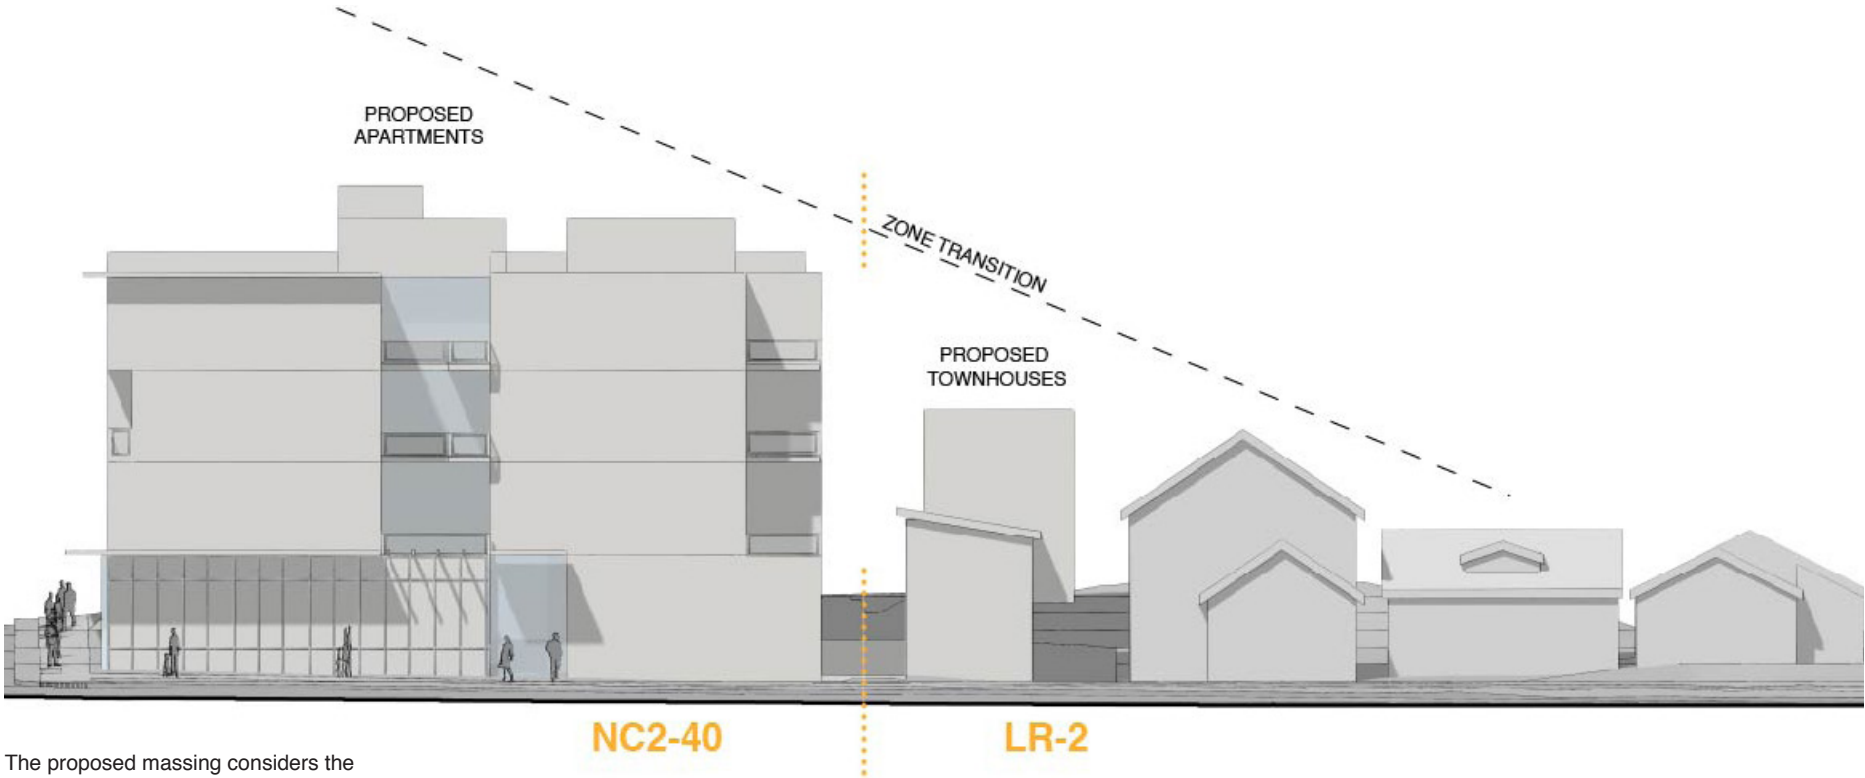 PROPOSED
APARTMENTS
ZONE TRANSITION
PROPOSED
TOWNHOUSES
NC2-40
LR-2
The proposed massing considers the